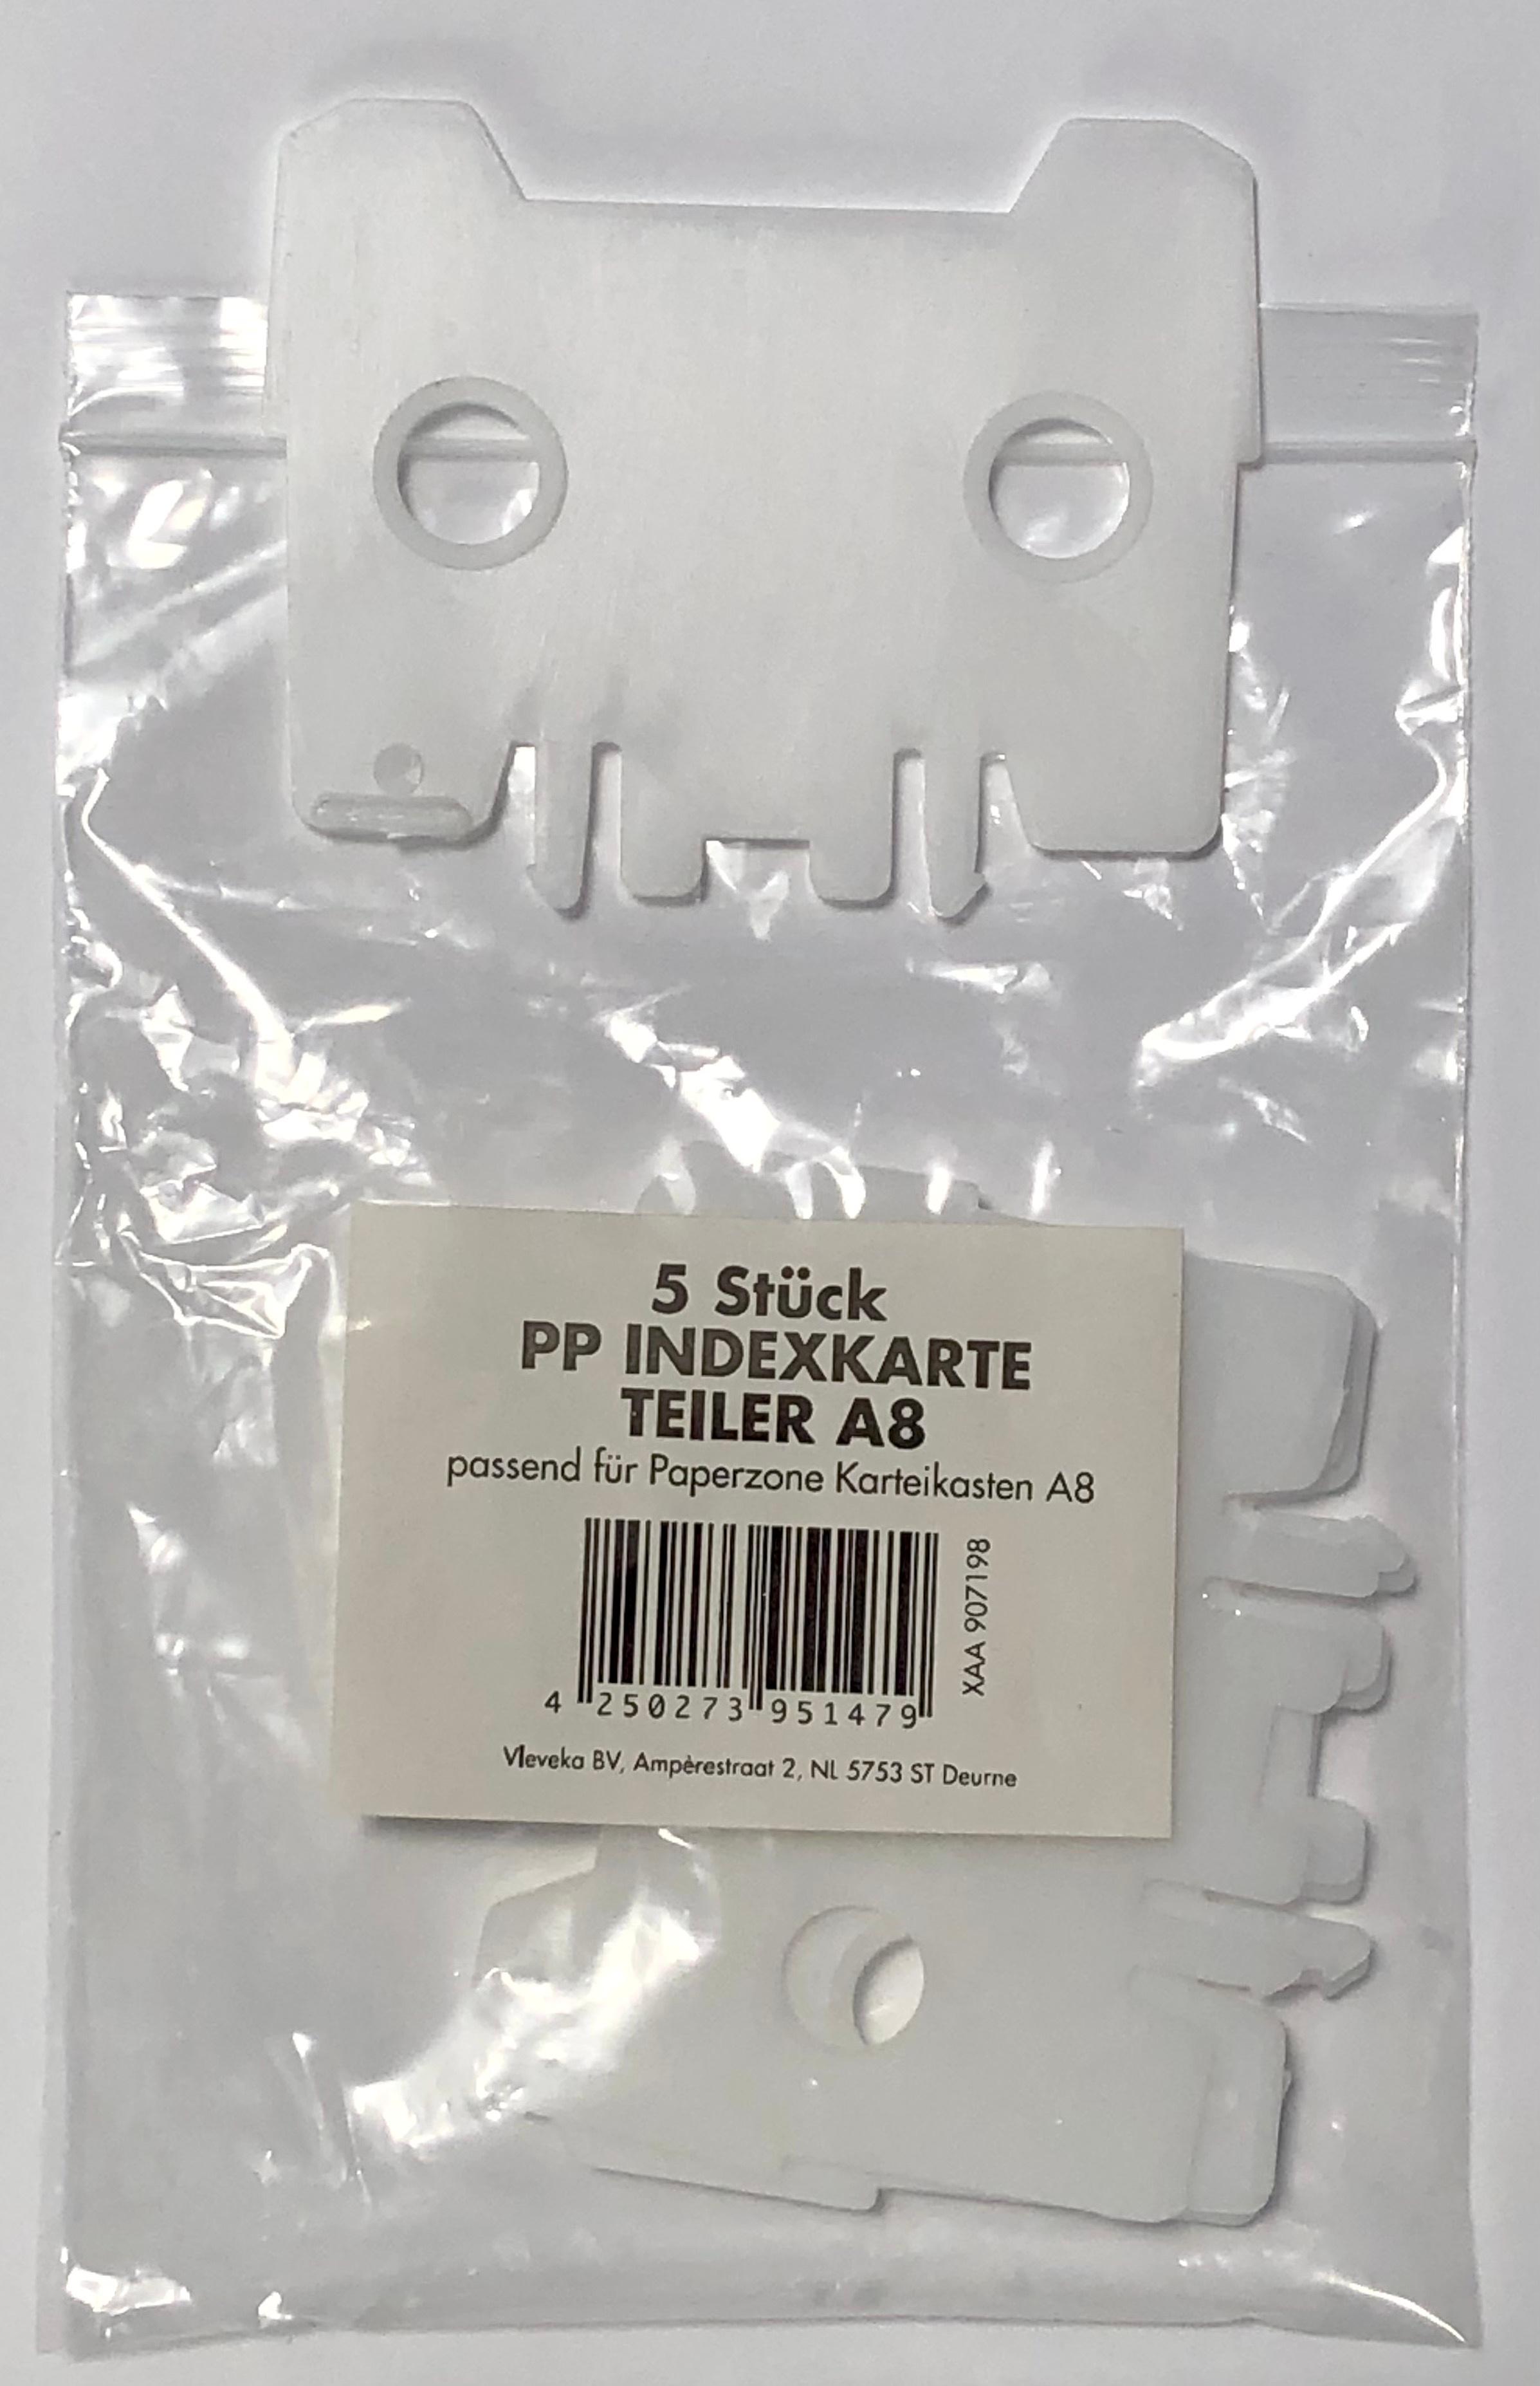 5 Stück
PP INDEXKARTE
TEILER A8
passend für Paperzone Karteikasten A8
XAA 907198
4 250273 951479
Vleveka BV, Ampèrestraat 2, NL 5753 ST Deurne